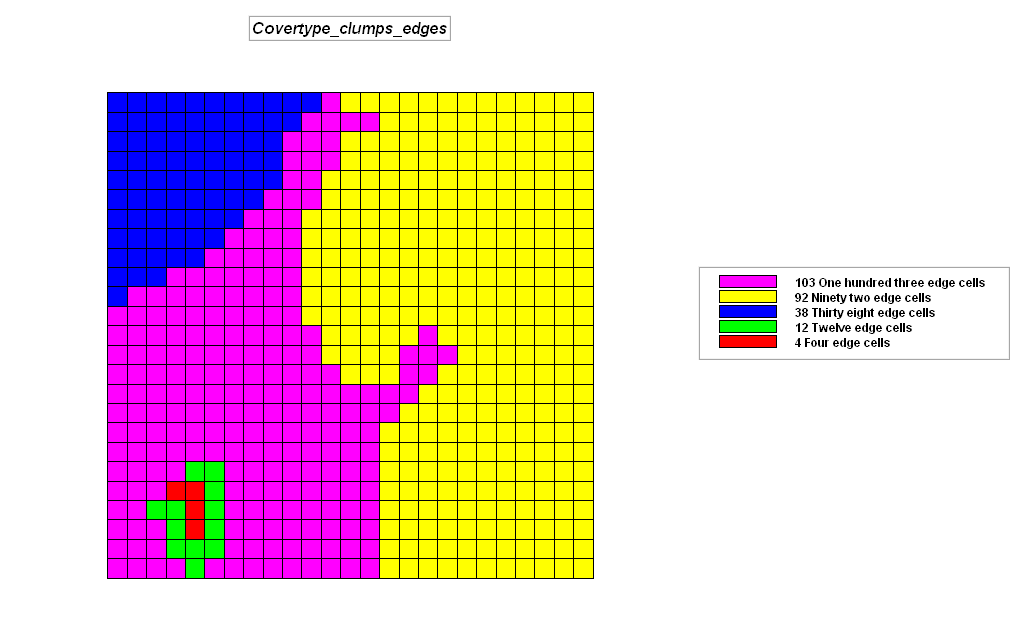 Covertype_clumps_edges
103 One hundred three edge cells
92 Ninety two edge cells
38 Thirty eight edge cells
12 Twelve edge cells
4 Four edge cells